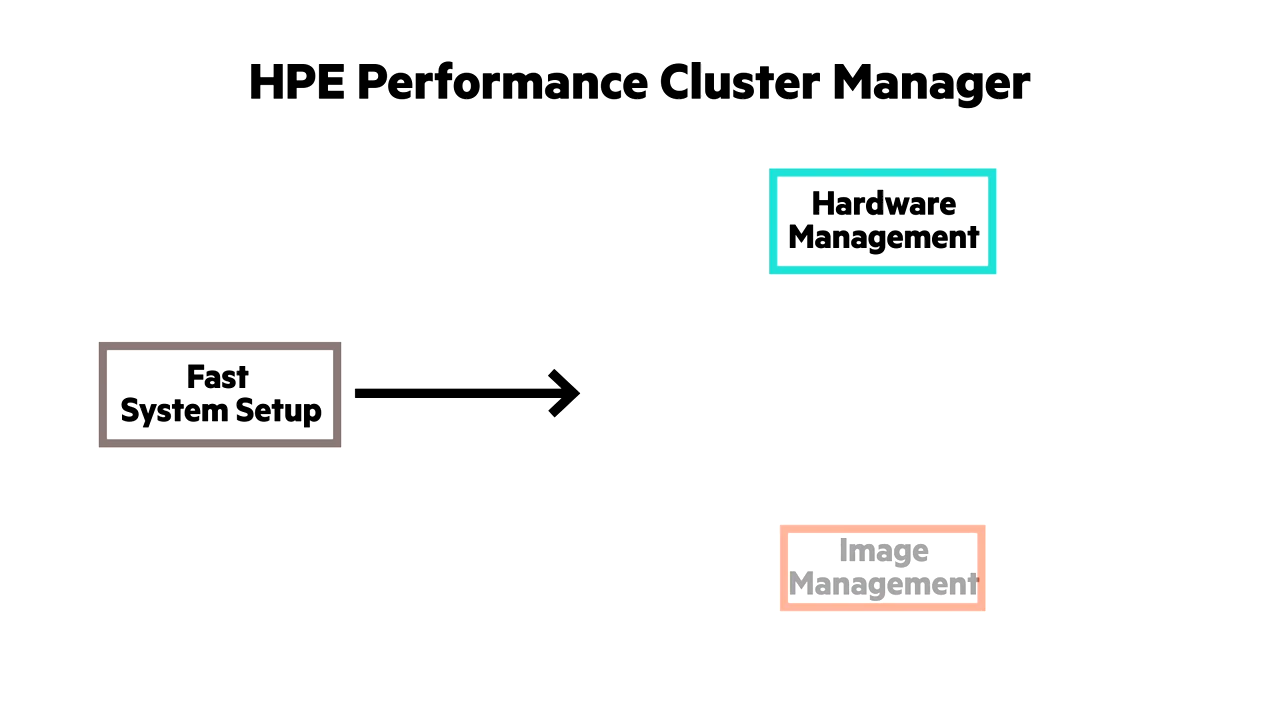 HPE Performance Cluster Manager
Hardware
Management
Fast
System Setup
Image
Management